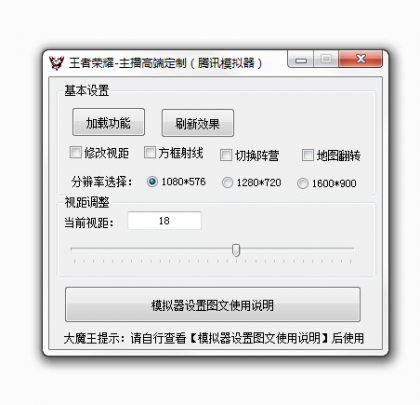 王者荣耀-主播高端定制（腾讯模拟器）
基本设置
加载功能 刷新效果
修改视距 方框射线 切换阵营 地图翻转
分辨率选择： 1080*576 1280*720 1600*900
视距调整
当前视距： 18
模拟器设置图文使用说明
大魔王提示：请自行查看【模拟器设置图文使用说明】后使用